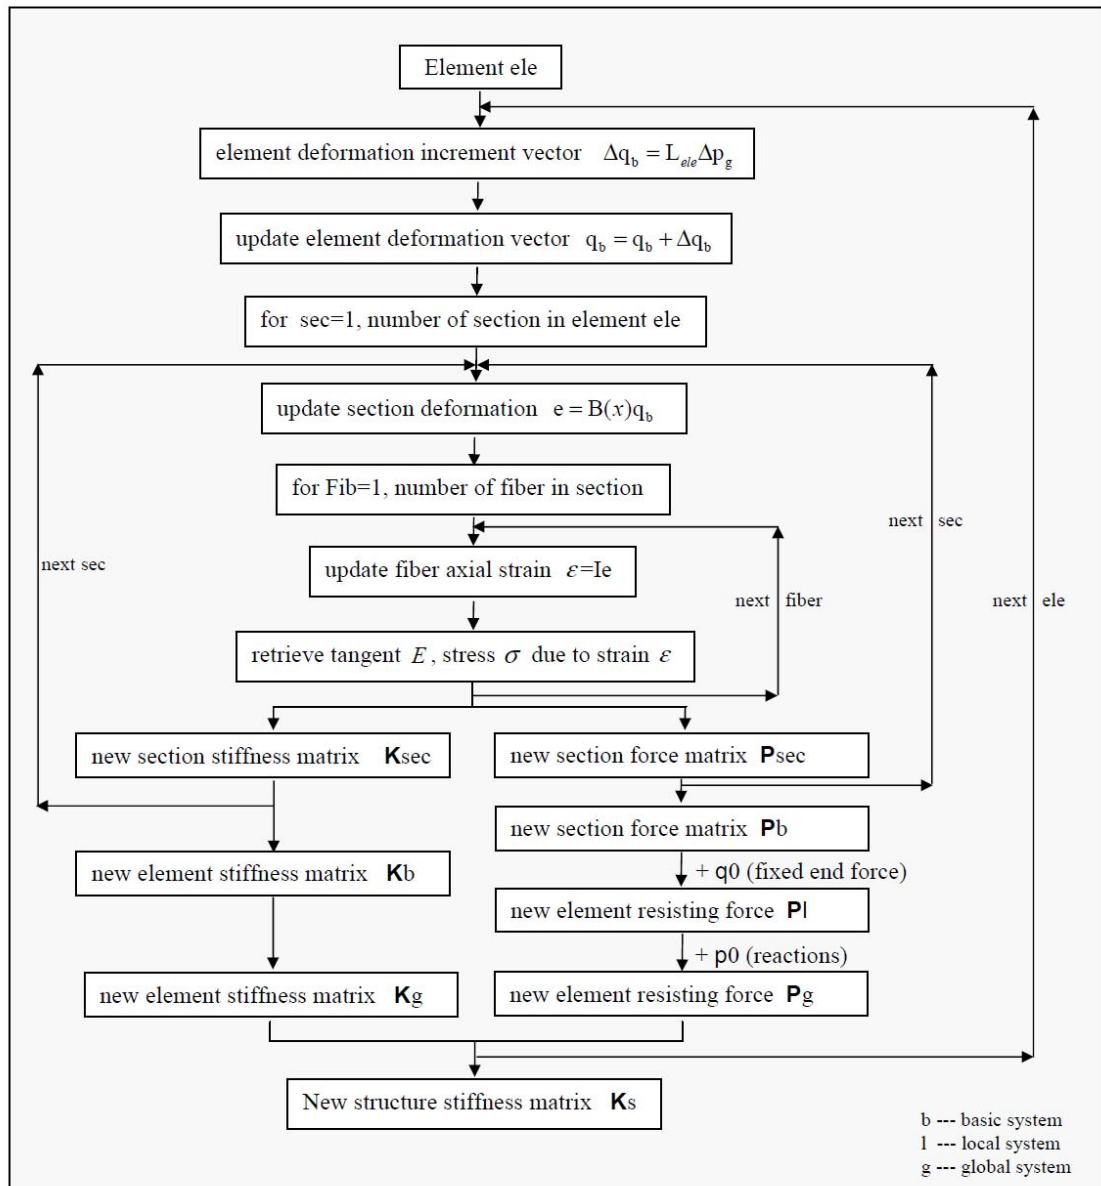 Element ele
element deformation increment vector Δq_b = L_ele Δp_g
update element deformation vector q_b = q_b + Δq_b
for sec=1, number of section in element ele
update section deformation e = B(x)q_b
for Fib=1, number of fiber in section
next sec
next sec
update fiber axial strain ε=Ie
next fiber
next ele
retrieve tangent E, stress σ due to strain ε
new section stiffness matrix Ksec
new section force matrix Psec
new section force matrix Pb
new element stiffness matrix Kb
+ q0 (fixed end force)
new element resisting force Pl
+ p0 (reactions)
new element stiffness matrix Kg
new element resisting force Pg
New structure stiffness matrix Ks
b --- basic system
l --- local system
g --- global system